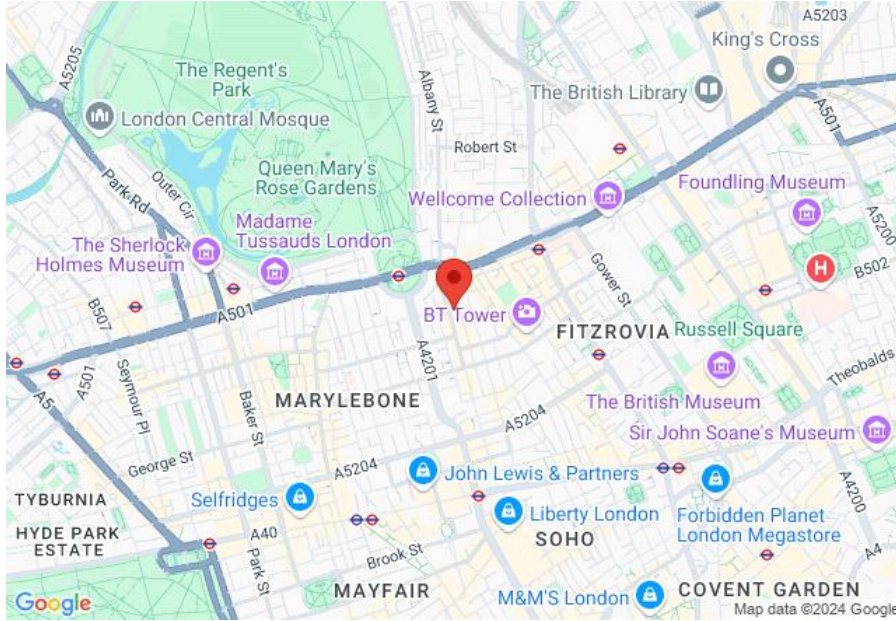 A5203
King's Cross
A5205
The Regent's
Park
Albany St
The British Library
A501
London Central Mosque
Robert St
Outer Cir
Queen Mary's
Rose Gardens
Wellcome Collection
Foundling Museum
Park Rd
Madame
Tussauds London
The Sherlock
Holmes Museum
A5200
H
B502
Gower St
B507
A501
BT Tower
FITZROVIA
Russell Square
A4201
Theobalds
A501
Seymour Pl
A5
Baker St
MARYLEBONE
The British Museum
A5204
Sir John Soane's Museum
George St
A5204
John Lewis & Partners
A4200
TYBURNIA
Selfridges
Liberty London
Forbidden Planet
London Megastore
HYDE PARK
ESTATE
A40
SOHO
Brook St
A4
Park St
MAYFAIR
M&M'S London
COVENT GARDEN
Google
Map data ©2024 Google